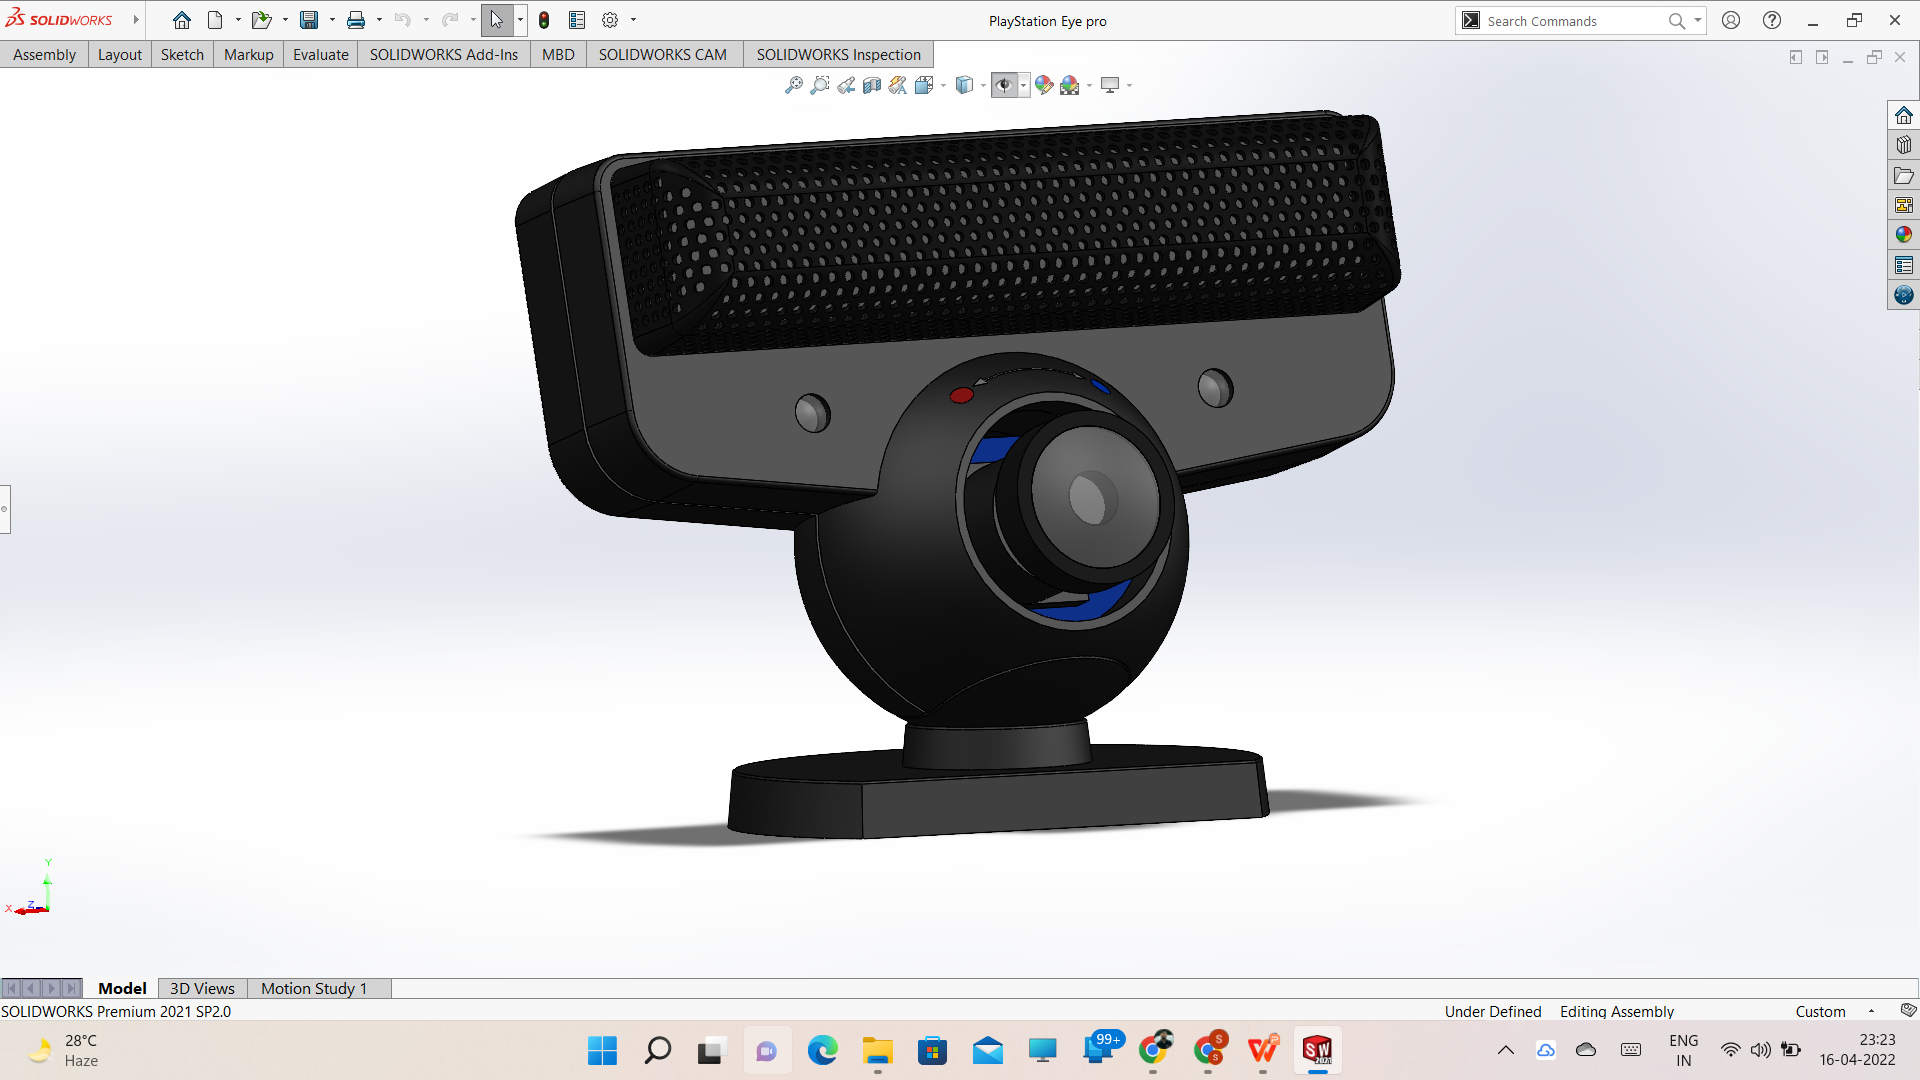 SOLIDWORKS
PlayStation Eye pro
Search Commands
Assembly
Layout
Sketch
Markup
Evaluate
SOLIDWORKS Add-Ins
MBD
SOLIDWORKS CAM
SOLIDWORKS Inspection
Y
X
Z
Model
3D Views
Motion Study 1
SOLIDWORKS Premium 2021 SP2.0
Under Defined
Editing Assembly
Custom
28°C
Haze
99+
S
S
SW
2021
ENG
IN
23:23
16-04-2022